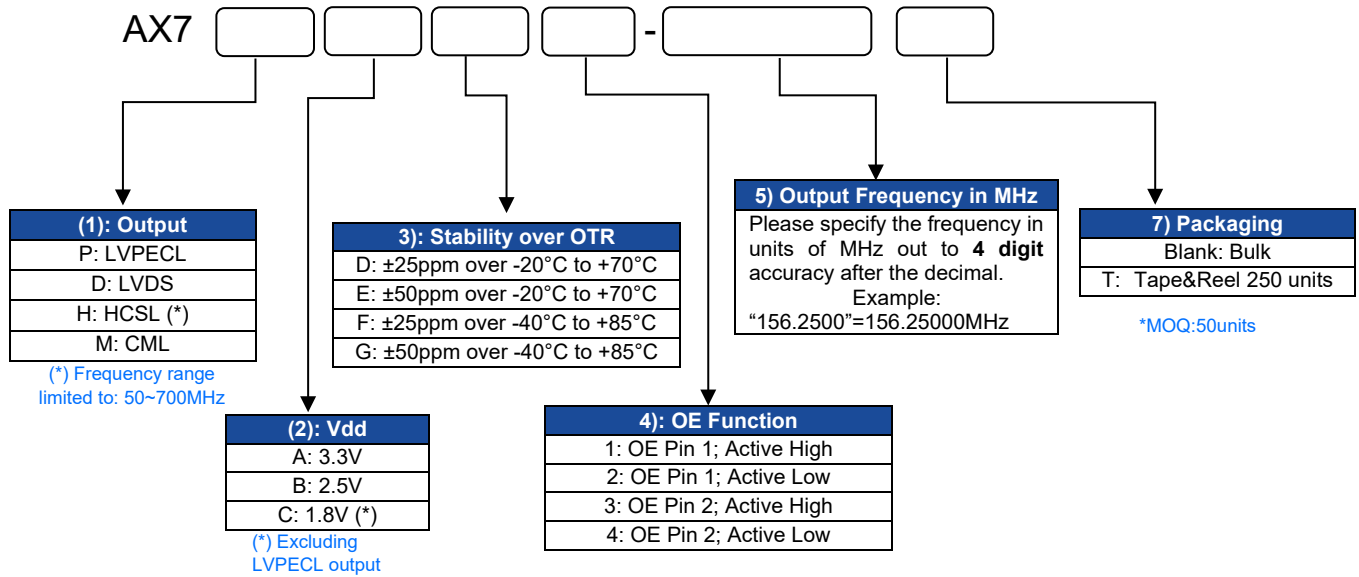 AX7 -
(1): Output
P: LVPECL
D: LVDS
H: HCSL (*)
M: CML
(*) Frequency range
limited to: 50~700MHz
(2): Vdd
A: 3.3V
B: 2.5V
C: 1.8V (*)
(*) Excluding
LVPECL output
3): Stability over OTR
D: ±25ppm over -20°C to +70°C
E: ±50ppm over -20°C to +70°C
F: ±25ppm over -40°C to +85°C
G: ±50ppm over -40°C to +85°C
4): OE Function
1: OE Pin 1; Active High
2: OE Pin 1; Active Low
3: OE Pin 2; Active High
4: OE Pin 2; Active Low
5) Output Frequency in MHz
Please specify the frequency in
units of MHz out to 4 digit
accuracy after the decimal.
Example:
“156.2500”=156.25000MHz
7) Packaging
Blank: Bulk
T: Tape&Reel 250 units
*MOQ:50units